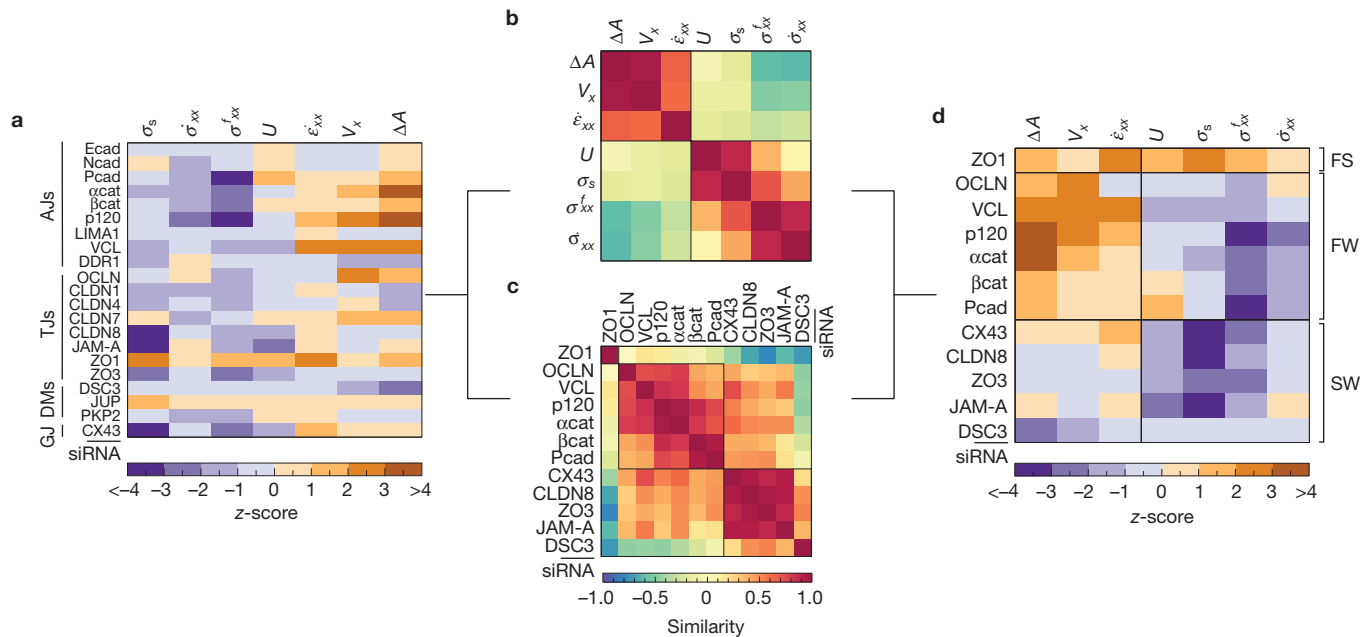 a
σs σ̇xx σfxx U ε̇xx Vx ΔA
AJs
Ecad
Ncad
Pcad
αcat
βcat
p120
LIMA1
VCL
DDR1
TJs
OCLN
CLDN1
CLDN4
CLDN7
CLDN8
JAM-A
ZO1
ZO3
DMs
DSC3
JUP
PKP2
GJ
CX43
siRNA
<–4 –3 –2 –1 0 1 2 3 >4
z-score
b
ΔA Vx ε̇xx U σs σfxx σ̇xx
ΔA
Vx
ε̇xx
U
σs
σfxx
σ̇xx
c
ZO1 OCLN VCL p120 αcat βcat Pcad CX43 CLDN8 ZO3 JAM-A DSC3 siRNA
ZO1
OCLN
VCL
p120
αcat
βcat
Pcad
CX43
CLDN8
ZO3
JAM-A
DSC3
siRNA
–1.0 –0.5 0 0.5 1.0
Similarity
d
ΔA Vx ε̇xx U σs σfxx σ̇xx
ZO1
FS
OCLN
VCL
p120
αcat
βcat
Pcad
FW
CX43
CLDN8
ZO3
JAM-A
DSC3
SW
siRNA
<–4 –3 –2 –1 0 1 2 3 >4
z-score